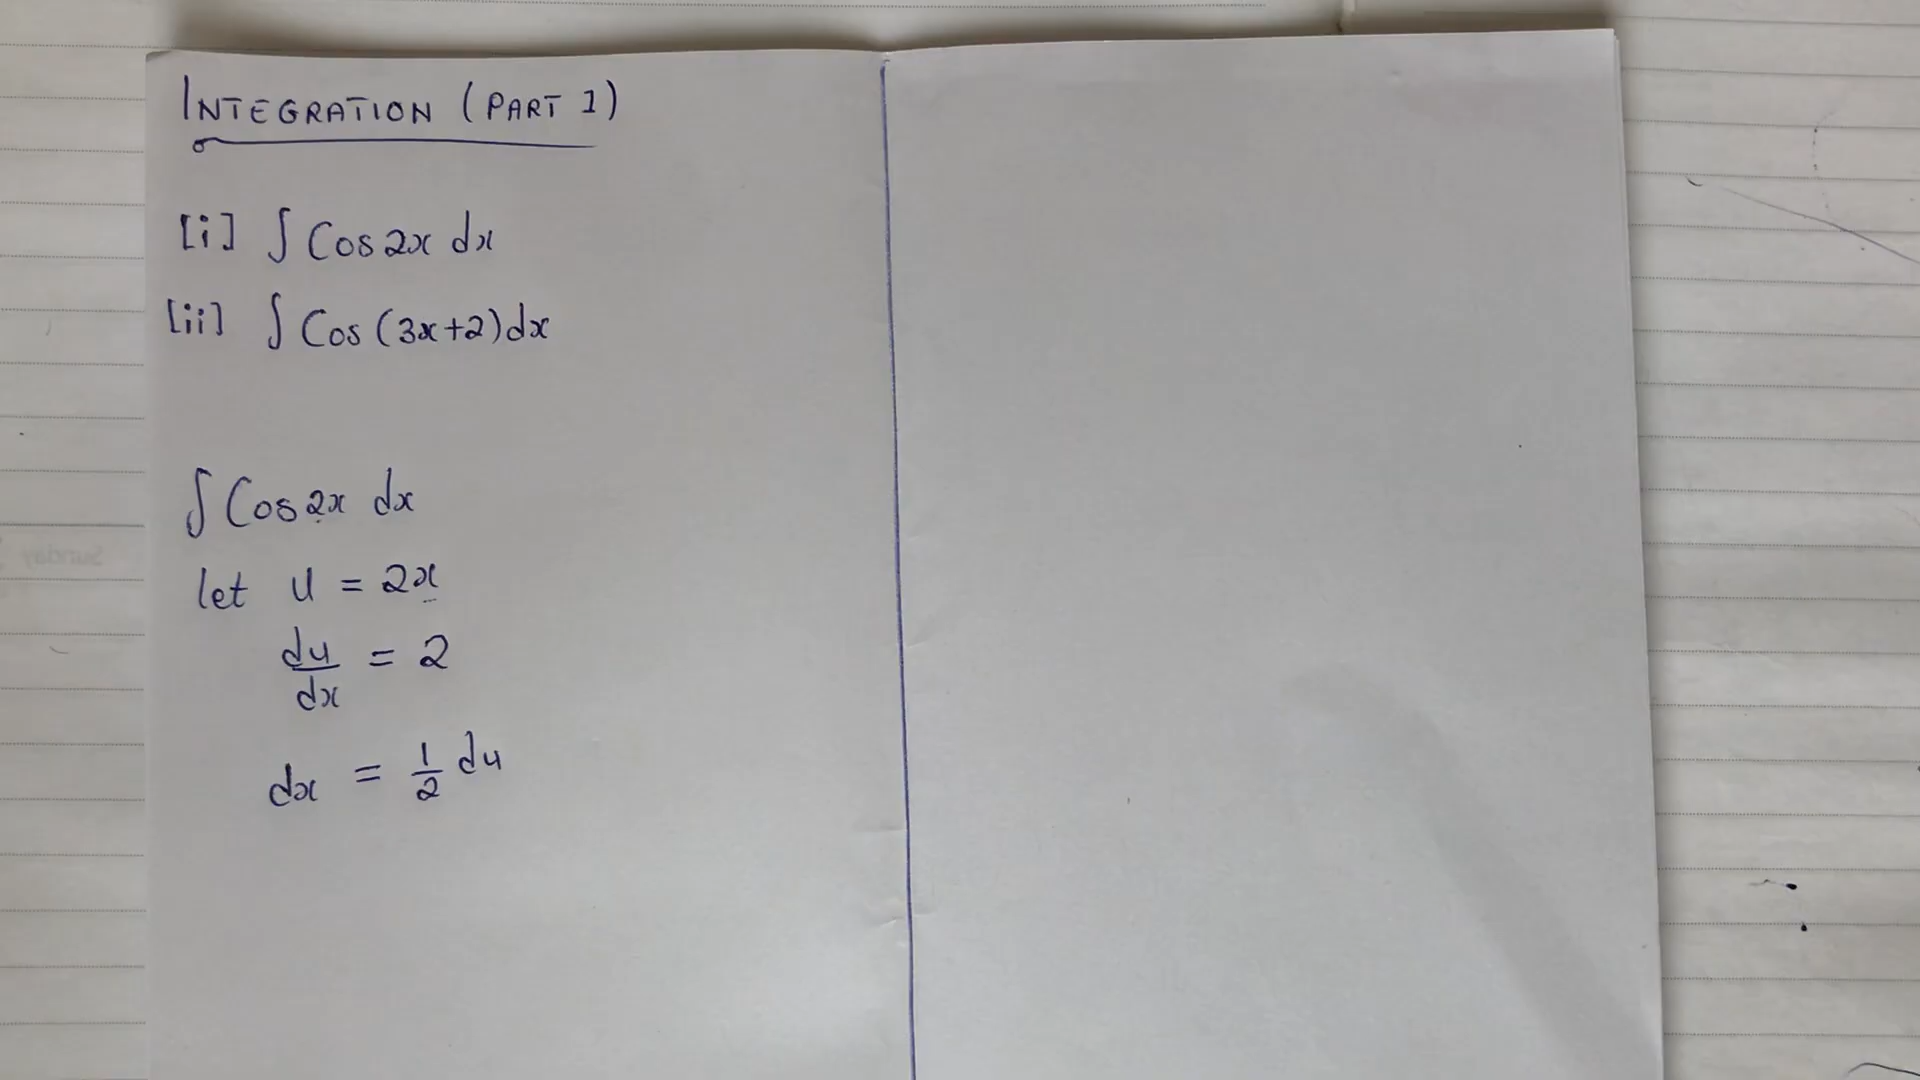 INTEGRATION (PART 1)
[i] ∫ Cos 2x dx
[ii] ∫ Cos (3x+2) dx
∫ Cos 2x dx
let u = 2x
du/dx = 2
dx = 1/2 du